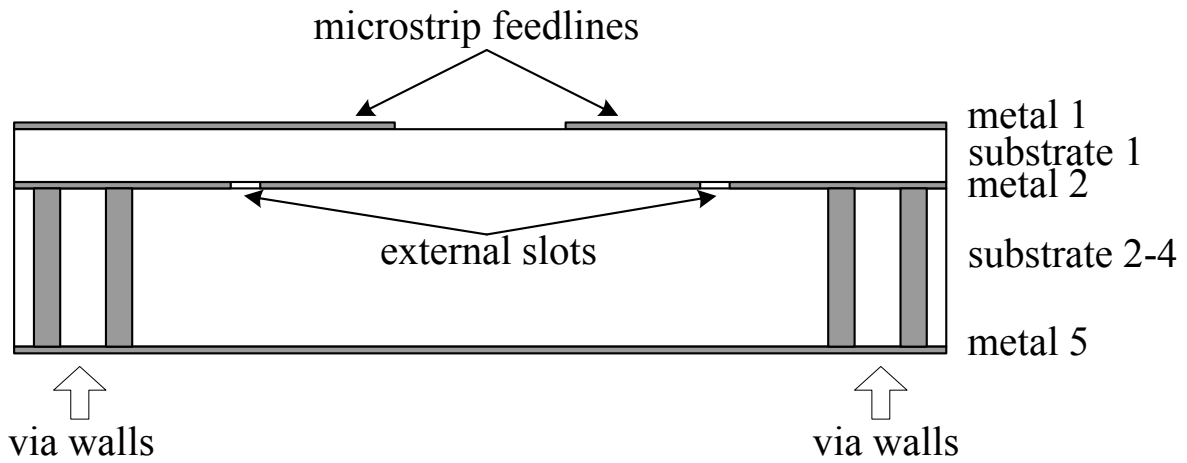 microstrip feedlines
metal 1
substrate 1
metal 2
external slots
substrate 2-4
metal 5
via walls
via walls